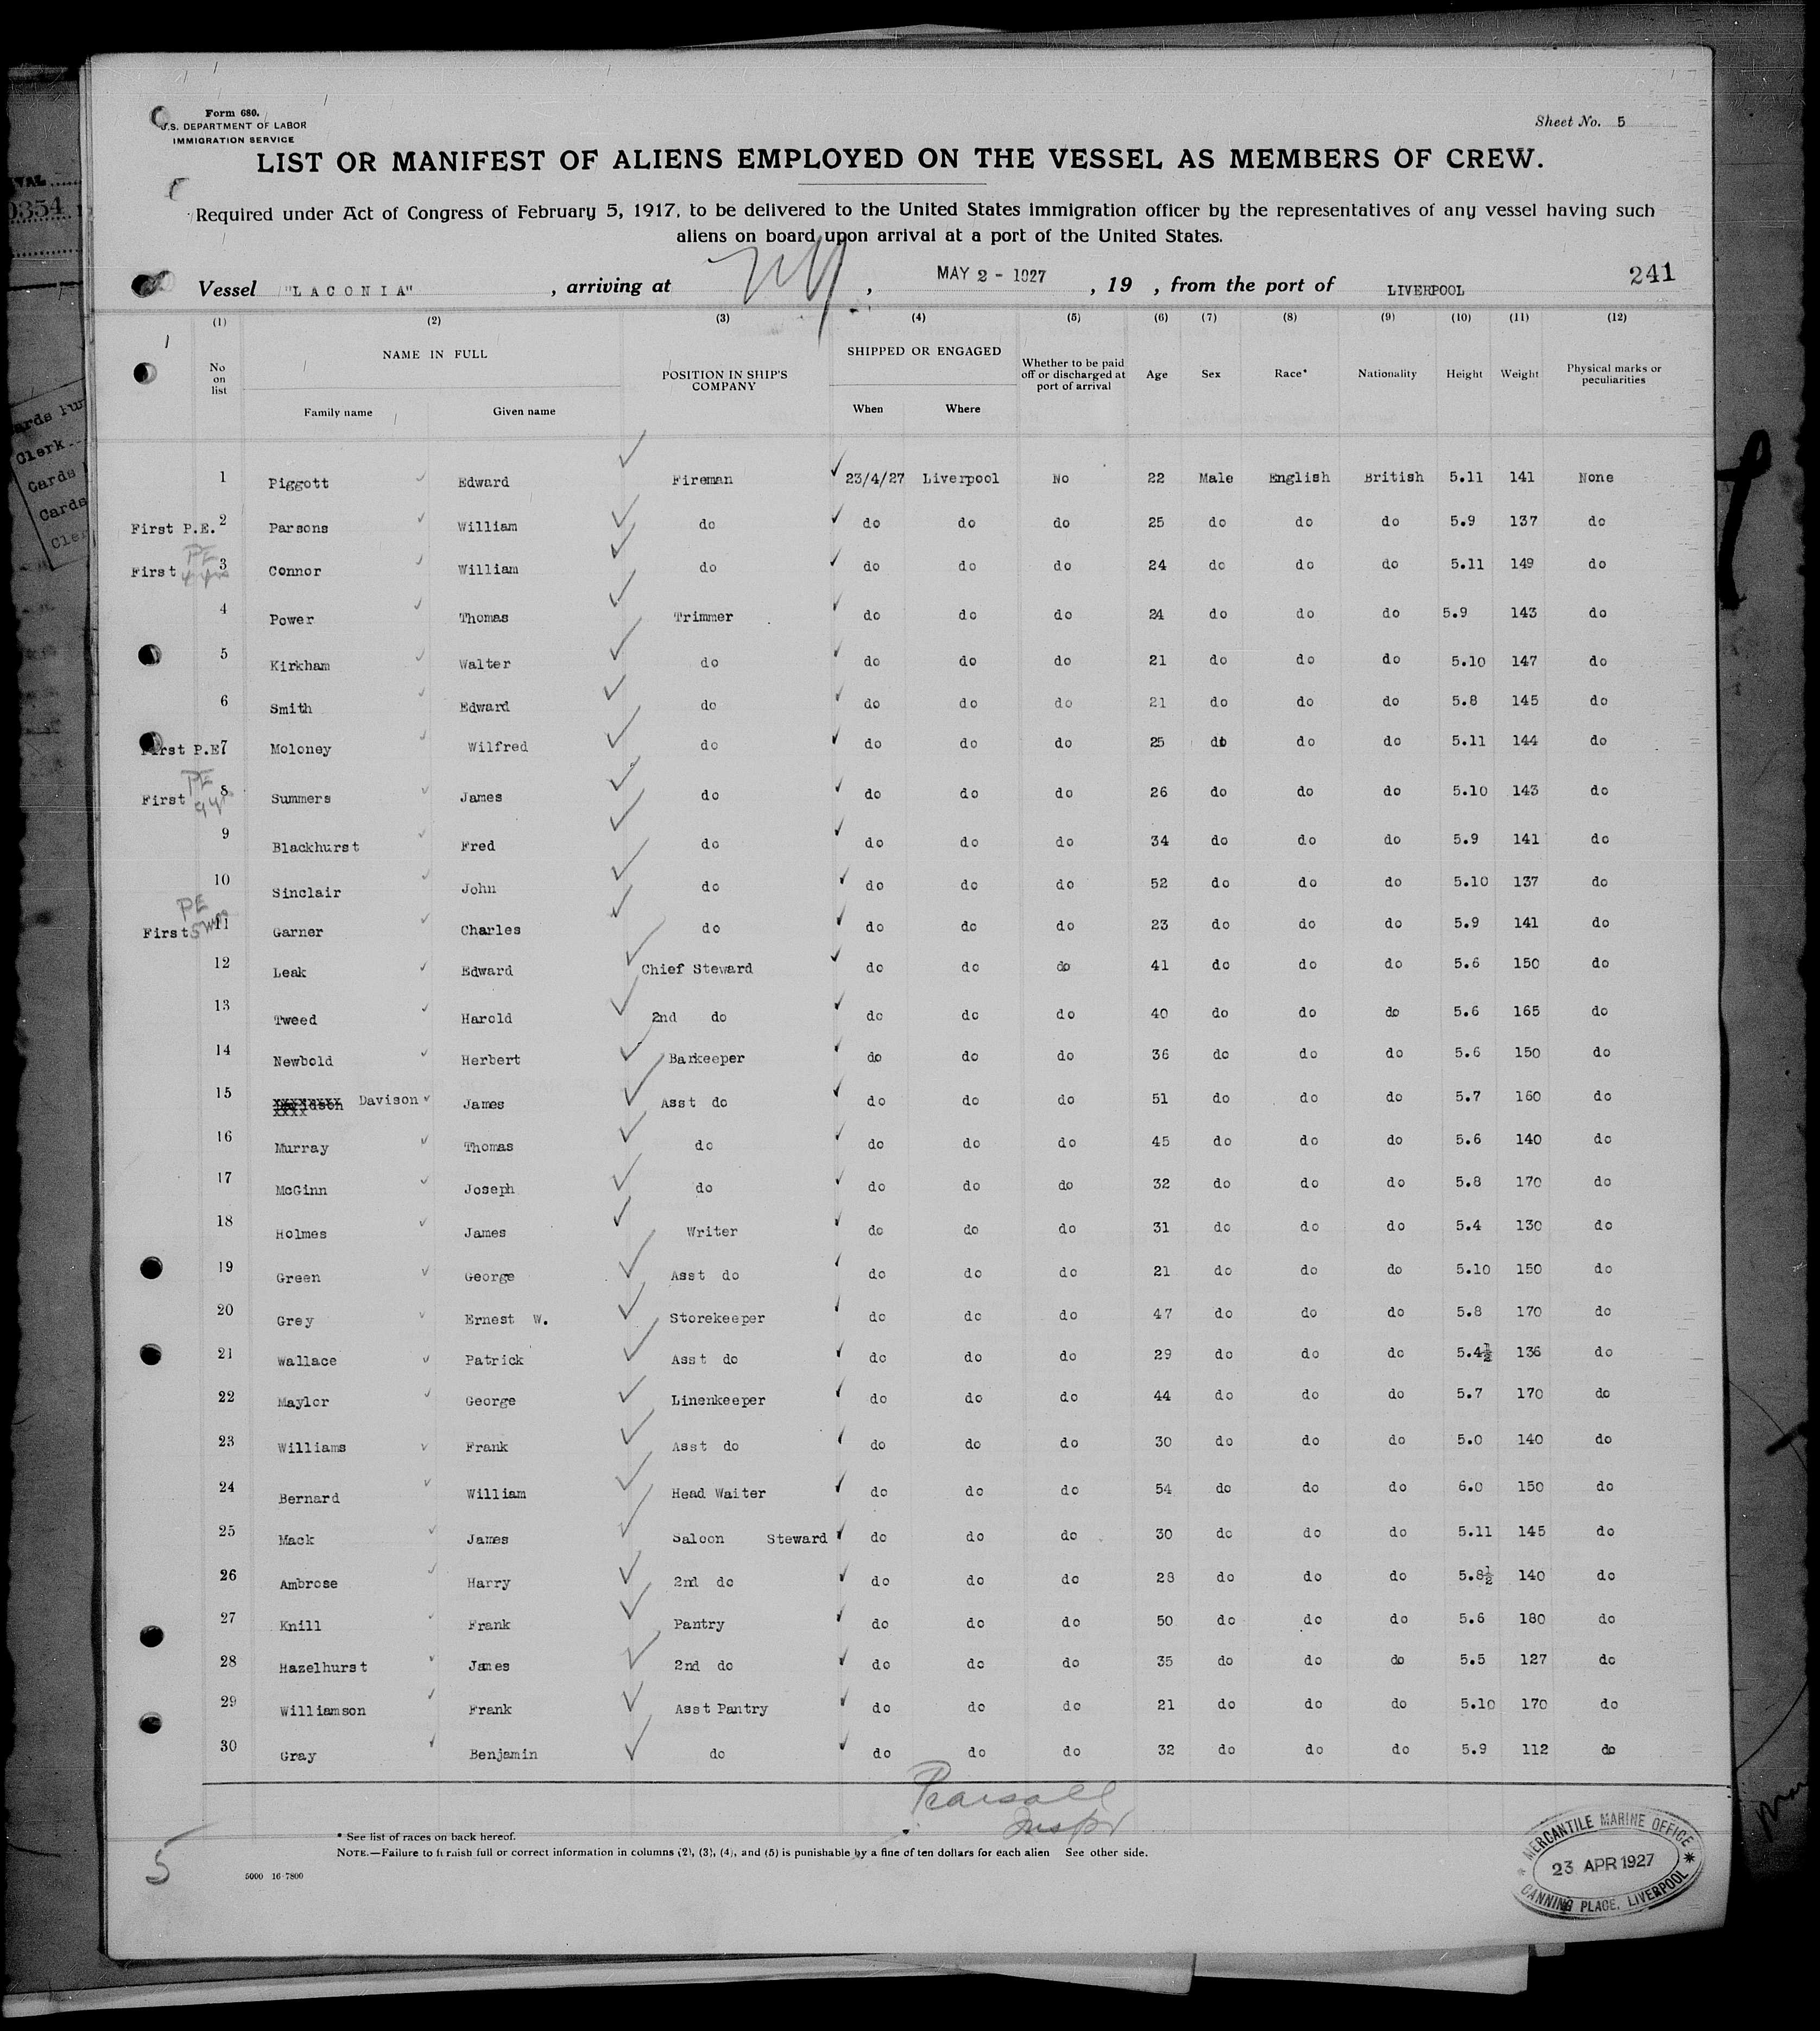 Form 680.
U.S. DEPARTMENT OF LABOR
IMMIGRATION SERVICE
Sheet No. 5
LIST OR MANIFEST OF ALIENS EMPLOYED ON THE VESSEL AS MEMBERS OF CREW.
Required under Act of Congress of February 5, 1917, to be delivered to the United States immigration officer by the representatives of any vessel having such
aliens on board upon arrival at a port of the United States.
Vessel "LACONIA" , arriving at NY , MAY 2 - 1927 , 19 , from the port of LIVERPOOL 241
(1) (2) (3) (4) (5) (6) (7) (8) (9) (10) (11) (12)
No on list NAME IN FULL Family name Given name POSITION IN SHIP'S COMPANY SHIPPED OR ENGAGED When Where Whether to be paid off or discharged at port of arrival Age Sex Race* Nationality Height Weight Physical marks or peculiarities
1 Piggott Edward Fireman 23/4/27 Liverpool No 22 Male English British 5.11 141 None
First P.E. 2 Parsons William do do do do 25 do do do 5.9 137 do
First PE 3 Connor William do do do do 24 do do do 5.11 149 do
4 Power Thomas Trimmer do do do 24 do do do 5.9 143 do
5 Kirkham Walter do do do do 21 do do do 5.10 147 do
6 Smith Edward do do do do 21 do do do 5.8 145 do
First P.E. 7 Moloney Wilfred do do do do 25 do do do 5.11 144 do
First PE 8 Summers James do do do do 26 do do do 5.10 143 do
9 Blackhurst Fred do do do do 34 do do do 5.9 141 do
10 Sinclair John do do do do 52 do do do 5.10 137 do
First PE 11 Garner Charles do do do do 23 do do do 5.9 141 do
12 Leak Edward Chief Steward do do do 41 do do do 5.6 150 do
13 Tweed Harold 2nd do do do do 40 do do do 5.6 165 do
14 Newbold Herbert Barkeeper do do do 36 do do do 5.6 150 do
15 Davidson Davison James Asst do do do do 51 do do do 5.7 160 do
16 Murray Thomas do do do do 45 do do do 5.6 140 do
17 McGinn Joseph do do do do 32 do do do 5.8 170 do
18 Holmes James Writer do do do 31 do do do 5.4 130 do
19 Green George Asst do do do do 21 do do do 5.10 150 do
20 Grey Ernest W. Storekeeper do do do 47 do do do 5.8 170 do
21 Wallace Patrick Asst do do do do 29 do do do 5.4½ 136 do
22 Maylor George Linenkeeper do do do 44 do do do 5.7 170 do
23 Williams Frank Asst do do do do 30 do do do 5.0 140 do
24 Bernard William Head Waiter do do do 54 do do do 6.0 150 do
25 Mack James Saloon Steward do do do 30 do do do 5.11 145 do
26 Ambrose Harry 2nd do do do do 28 do do do 5.8½ 140 do
27 Knill Frank Pantry do do do 50 do do do 5.6 180 do
28 Hazelhurst James 2nd do do do do 35 do do do 5.5 127 do
29 Williamson Frank Asst Pantry do do do 21 do do do 5.10 170 do
30 Gray Benjamin do do do do 32 do do do 5.9 112 do
Pearsall
Inspr
* See list of races on back hereof.
NOTE.—Failure to furnish full or correct information in columns (2), (3), (4), and (5) is punishable by a fine of ten dollars for each alien See other side.
5
5000 16-7800
MERCANTILE MARINE OFFICE
23 APR 1927
CANNING PLACE, LIVERPOOL
0354
Clerk
Cards
Cards